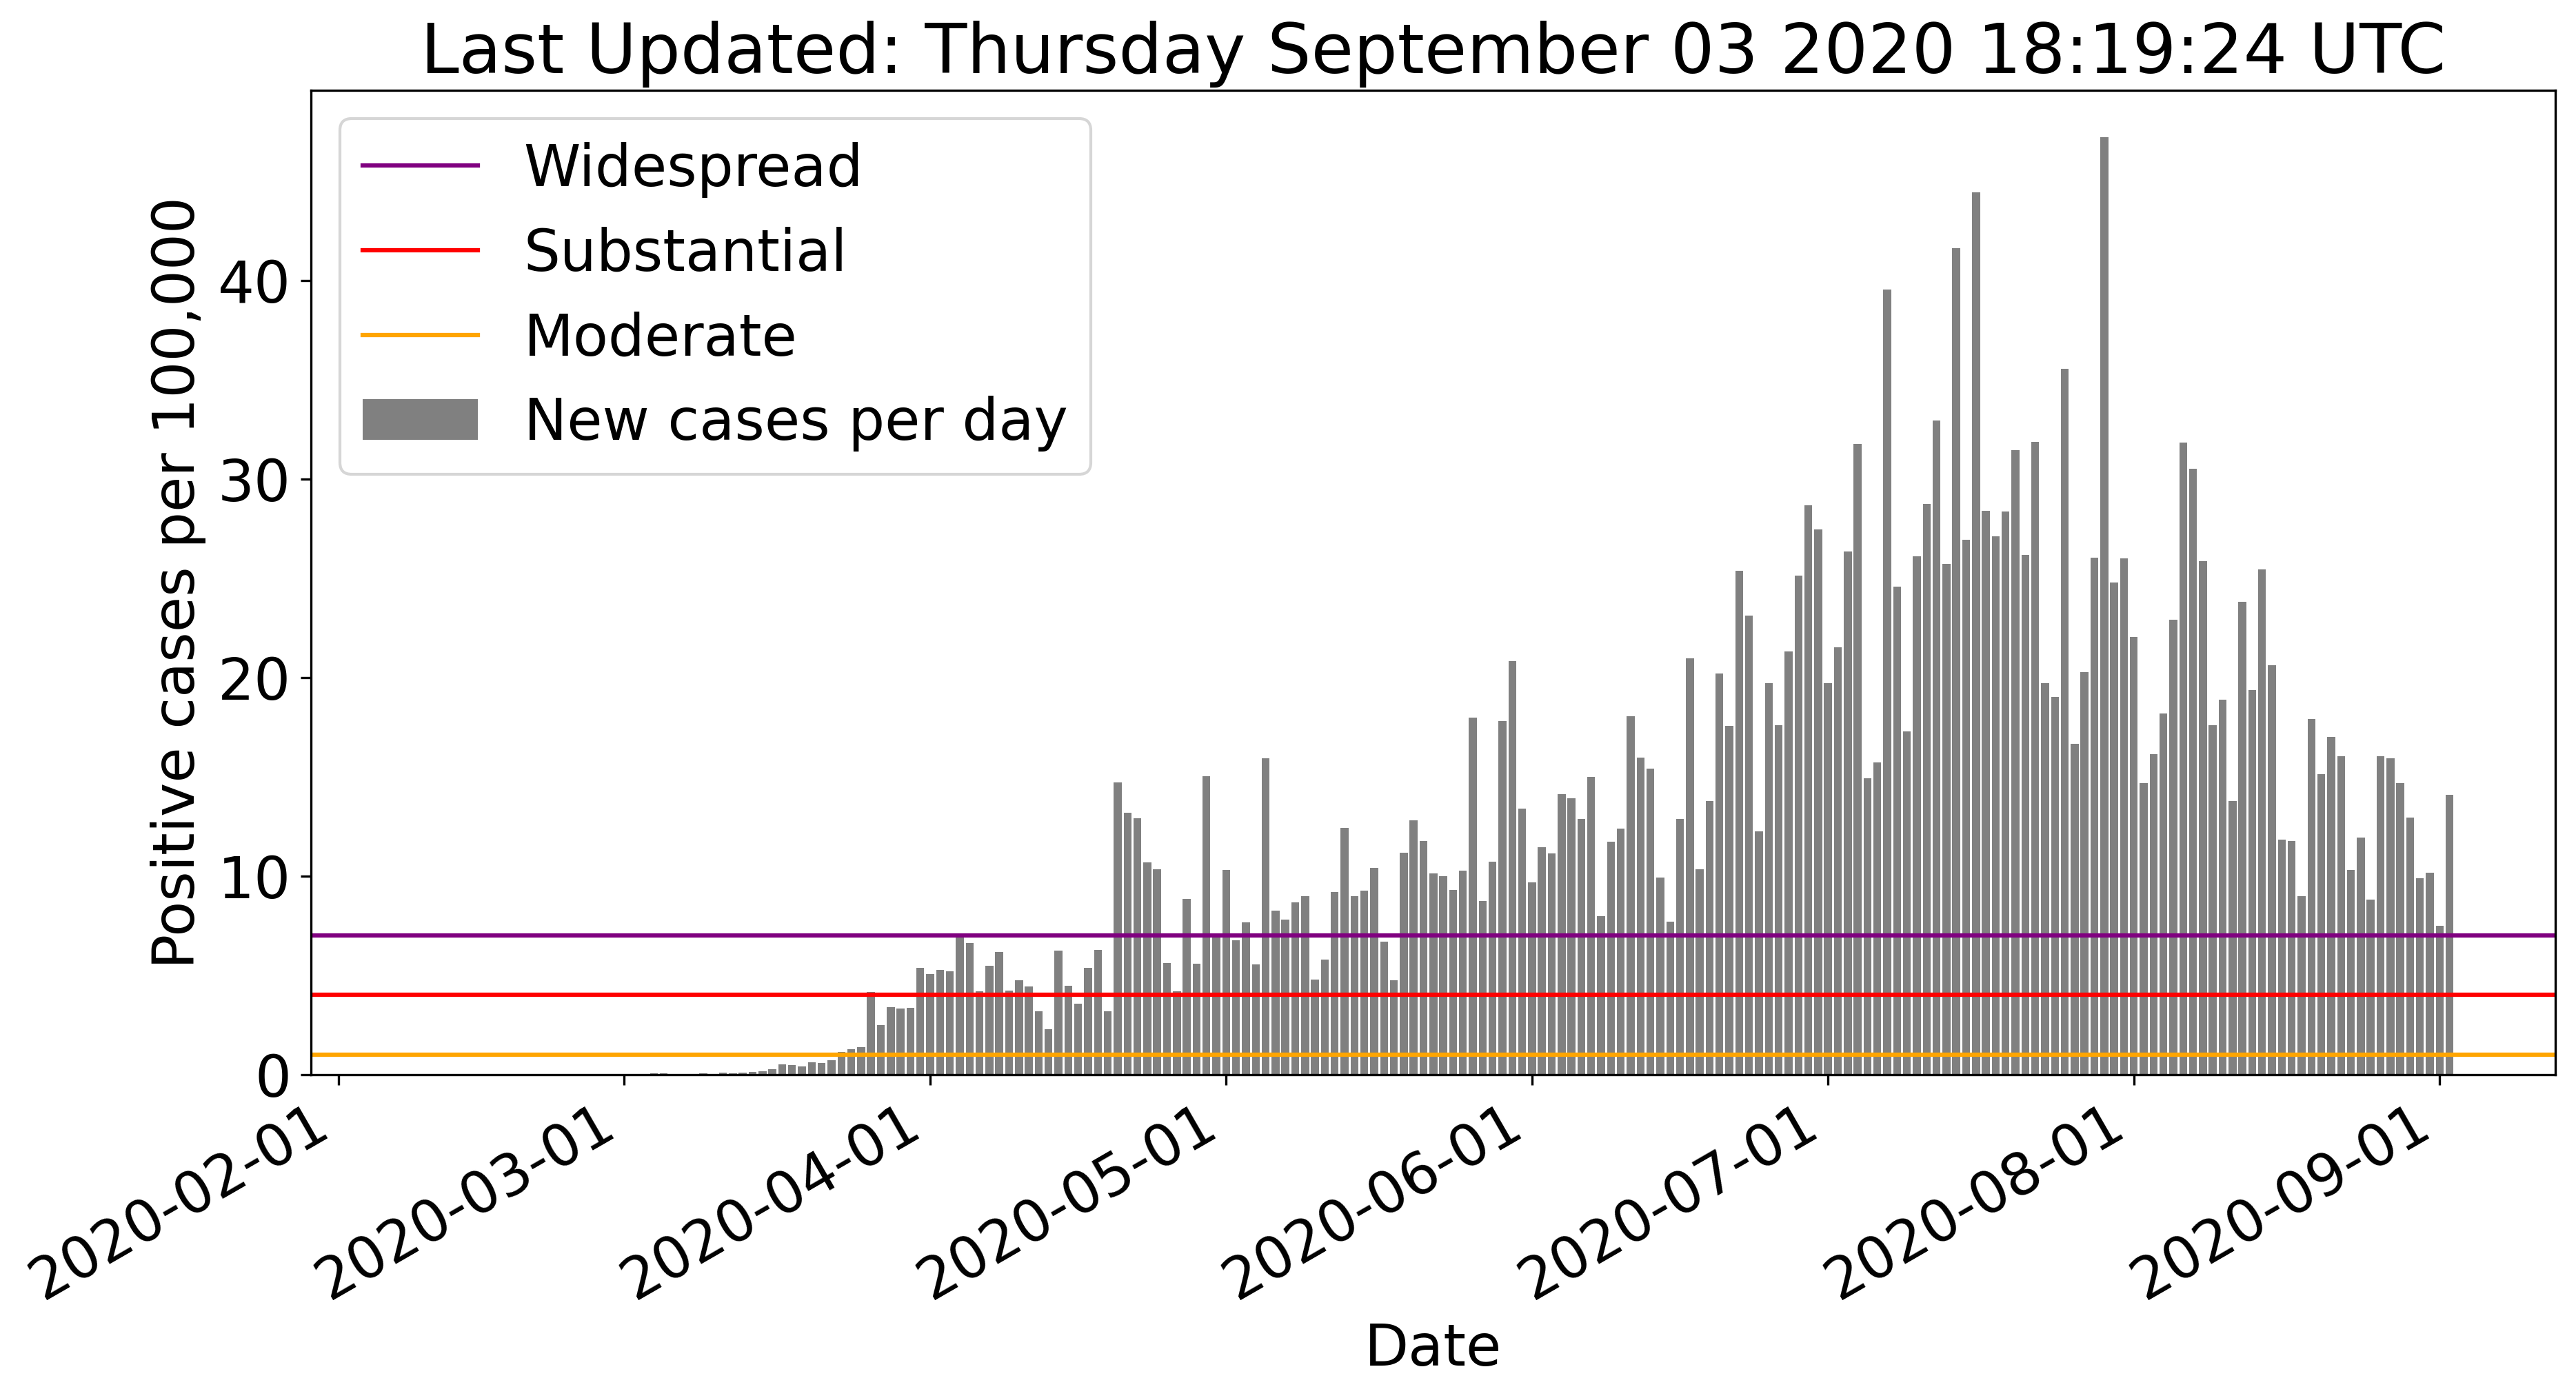 Last Updated: Thursday September 03 2020 18:19:24 UTC
Widespread
Substantial
Moderate
New cases per day
Positive cases per 100,000
40
30
20
10
0
2020-02-01
2020-03-01
2020-04-01
2020-05-01
2020-06-01
2020-07-01
2020-08-01
2020-09-01
Date